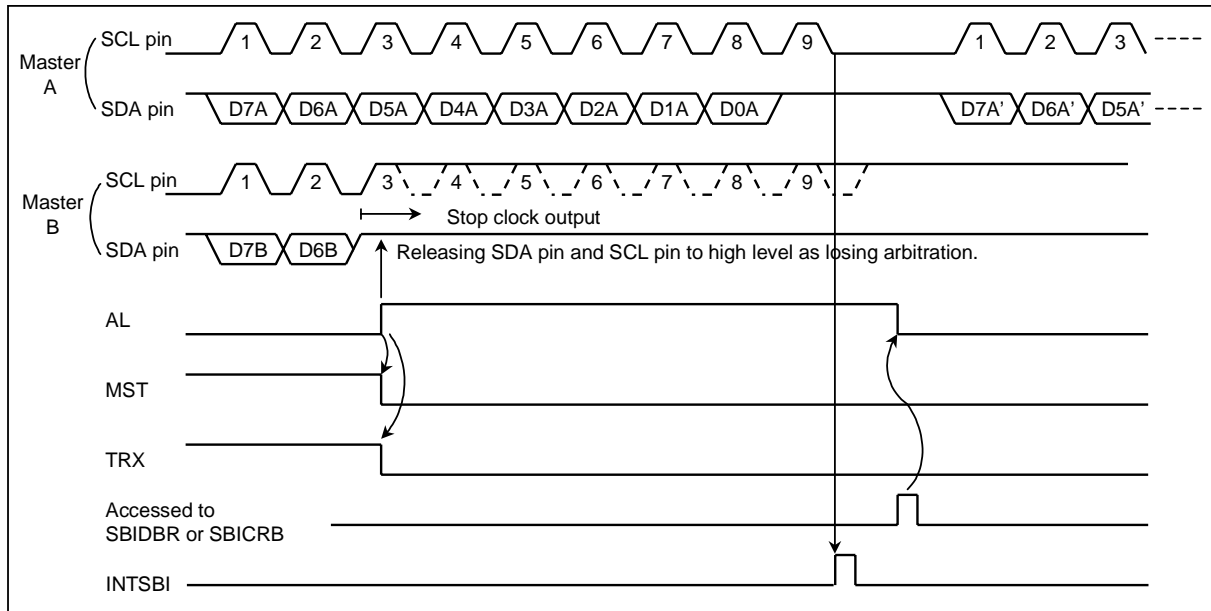 SCL pin 1 2 3 4 5 6 7 8 9 1 2 3
Master
A
SDA pin D7A D6A D5A D4A D3A D2A D1A D0A D7A' D6A' D5A'
SCL pin 1 2 3 4 5 6 7 8 9
Master
B
Stop clock output
SDA pin D7B D6B
Releasing SDA pin and SCL pin to high level as losing arbitration.
AL
MST
TRX
Accessed to
SBIDBR or SBICRB
INTSBI